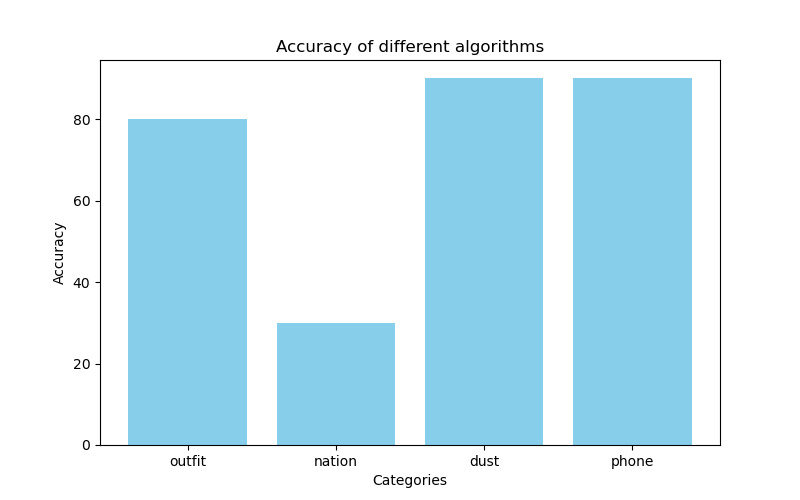 Accuracy of different algorithms
Accuracy
80
60
40
20
0
outfit nation dust phone
Categories